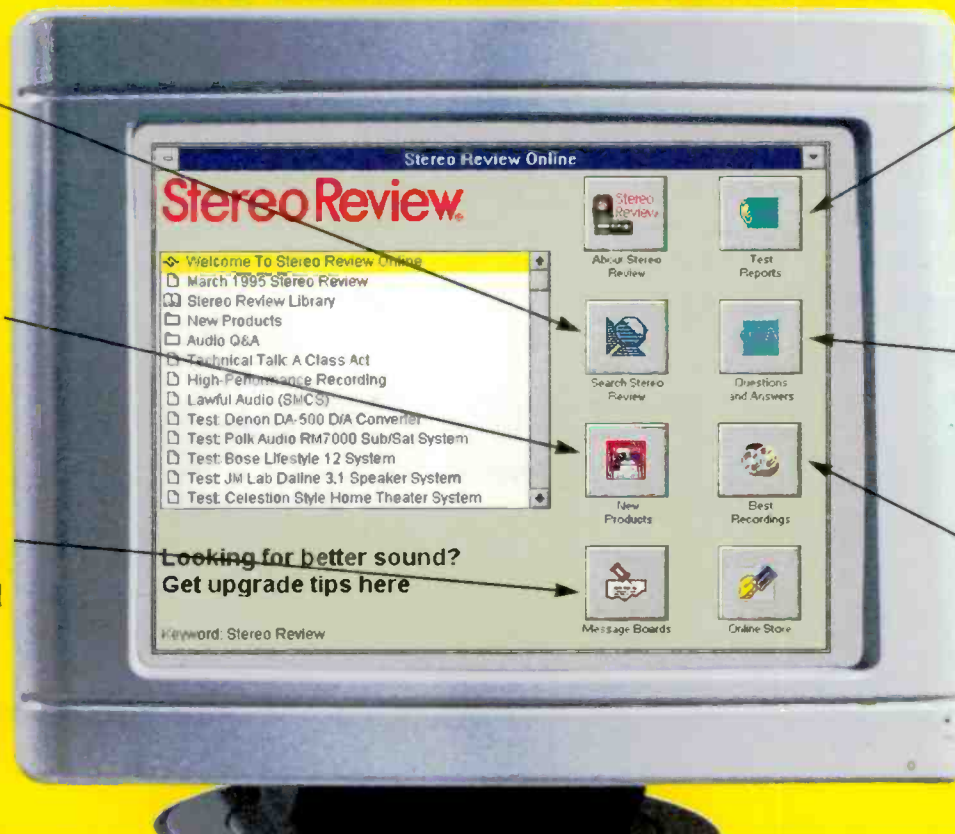 Stereo Review Online
Stereo Review
Welcome To Stereo Review Online
March 1995 Stereo Review
Stereo Review Library
New Products
Audio Q&A
Technical Talk: A Class Act
High-Performance Recording
Lawful Audio (SMCS)
Test: Denon DA-500 D/A Converter
Test: Polk Audio RM7000 Sub/Sat System
Test: Bose Lifestyle 12 System
Test: JM Lab Daline 3.1 Speaker System
Test: Celestion Style Home Theater System
Looking for better sound?
Get upgrade tips here
Keyword: Stereo Review
Stereo
Review
About Stereo
Review
Test
Reports
Search Stereo
Review
Questions
and Answers
New
Products
Best
Recordings
Message Boards
Online Store